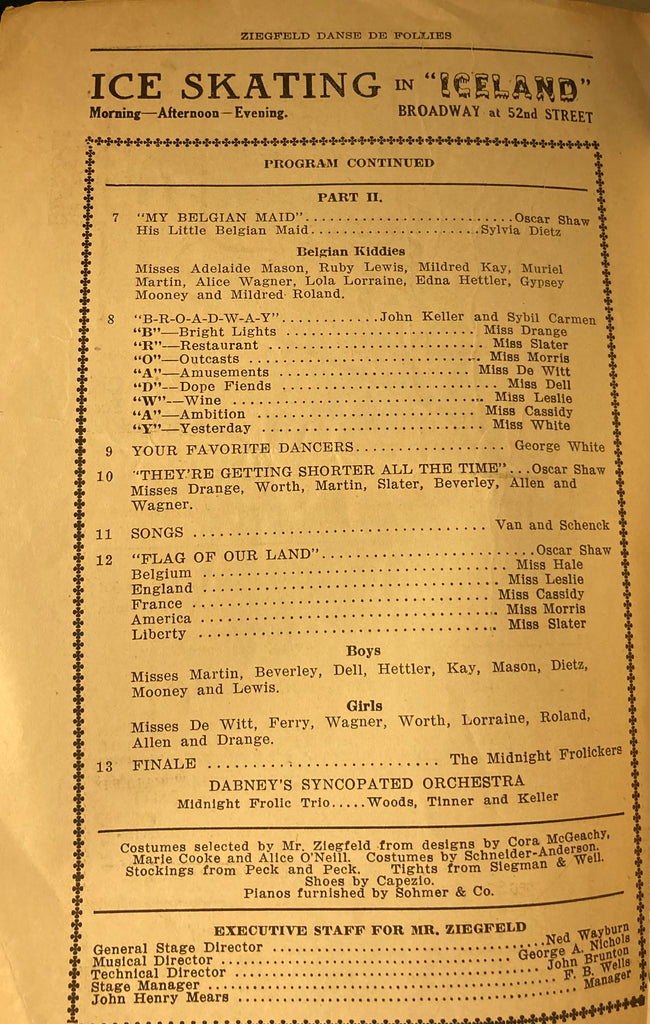 ZIEGFELD DANSE DE FOLLIES
ICE SKATING IN "ICELAND"
Morning—Afternoon—Evening. BROADWAY at 52nd STREET
PROGRAM CONTINUED
PART II.
7 "MY BELGIAN MAID"..........................Oscar Shaw
His Little Belgian Maid.....................Sylvia Dietz
Belgian Kiddies
Misses Adelaide Mason, Ruby Lewis, Mildred Kay, Muriel
Martin, Alice Wagner, Lola Lorraine, Edna Hettler, Gypsey
Mooney and Mildred Roland.
8 "B-R-O-A-D-W-A-Y"............John Keller and Sybil Carmen
"B"—Bright Lights ........................ Miss Drange
"R"—Restaurant ........................... Miss Slater
"O"—Outcasts ............................. Miss Morris
"A"—Amusements .......................... Miss De Witt
"D"—Dope Fiends ............................ Miss Dell
"W"—Wine ................................. Miss Leslie
"A"—Ambition ............................ Miss Cassidy
"Y"—Yesterday ............................ Miss White
9 YOUR FAVORITE DANCERS................ George White
10 "THEY'RE GETTING SHORTER ALL THE TIME"...Oscar Shaw
Misses Drange, Worth, Martin, Slater, Beverley, Allen and
Wagner.
11 SONGS ................................ Van and Schenck
12 "FLAG OF OUR LAND"........................Oscar Shaw
Belgium .................................. Miss Hale
England ................................. Miss Leslie
France ................................. Miss Cassidy
America ................................. Miss Morris
Liberty ................................. Miss Slater
Boys
Misses Martin, Beverley, Dell, Hettler, Kay, Mason, Dietz,
Mooney and Lewis.
Girls
Misses De Witt, Ferry, Wagner, Worth, Lorraine, Roland,
Allen and Drange.
13 FINALE ........................ The Midnight Frolickers
DABNEY'S SYNCOPATED ORCHESTRA
Midnight Frolic Trio.....Woods, Tinner and Keller
Costumes selected by Mr. Ziegfeld from designs by Cora McGeachy,
Marie Cooke and Alice O'Neill. Costumes by Schneider-Anderson.
Stockings from Peck and Peck. Tights from Siegman & Weil.
Shoes by Capezio.
Pianos furnished by Sohmer & Co.
EXECUTIVE STAFF FOR MR. ZIEGFELD
General Stage Director ..............................Ned Wayburn
Musical Director .................................George A. Nichols
Technical Director ..................................John Brunton
Stage Manager .......................................F. B. Wells
John Henry Mears ....................................Manager